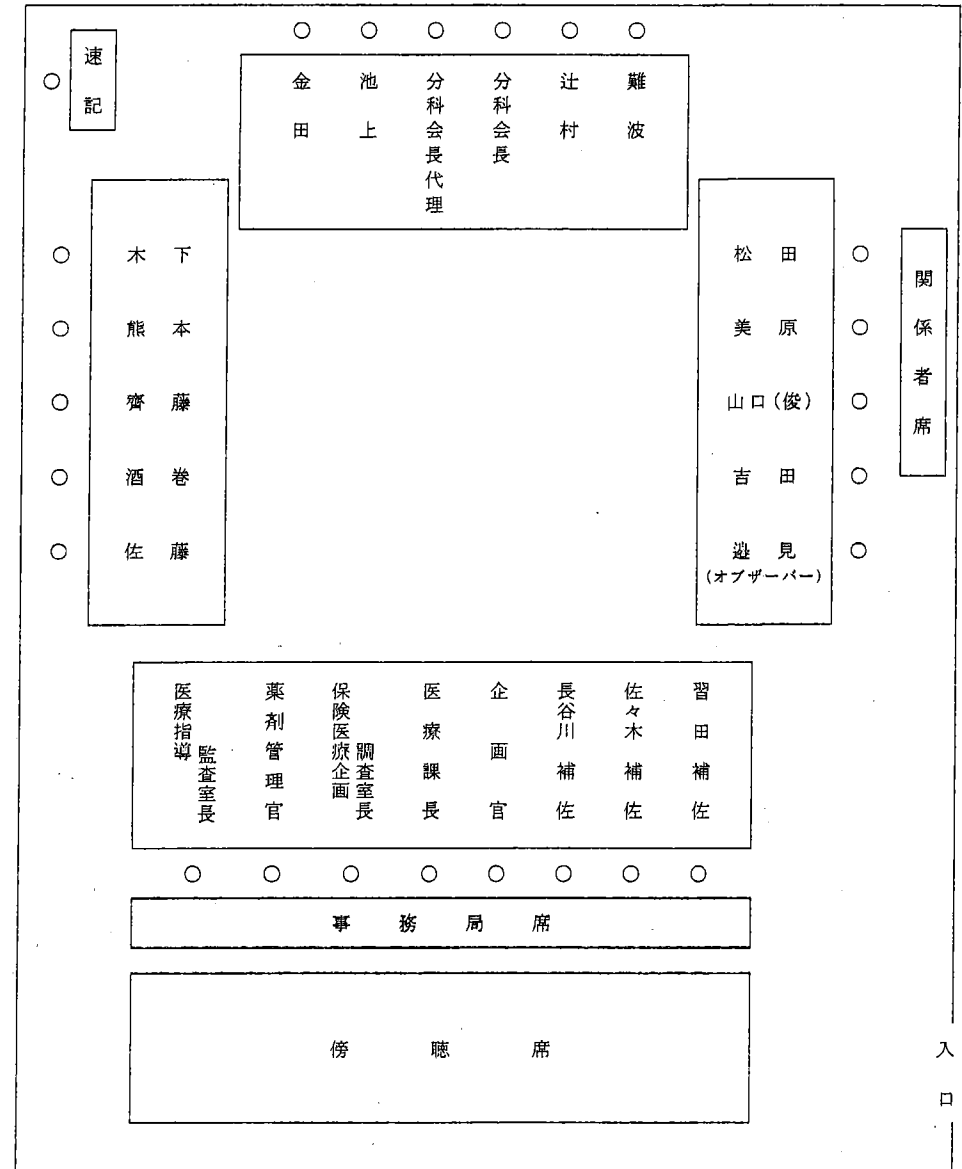 速記
金田
池上
分科会長代理
分科会長
辻村
難波
木下
熊本
齊藤
酒巻
佐藤
松田
美原
山口(俊)
吉田
邉見
(オブザーバー)
関係者席
医療指導
監査室長
薬剤管理官
保険医療企画
調査室長
医療課長
企画官
長谷川補佐
佐々木補佐
習田補佐
事務局席
傍聴席
入口